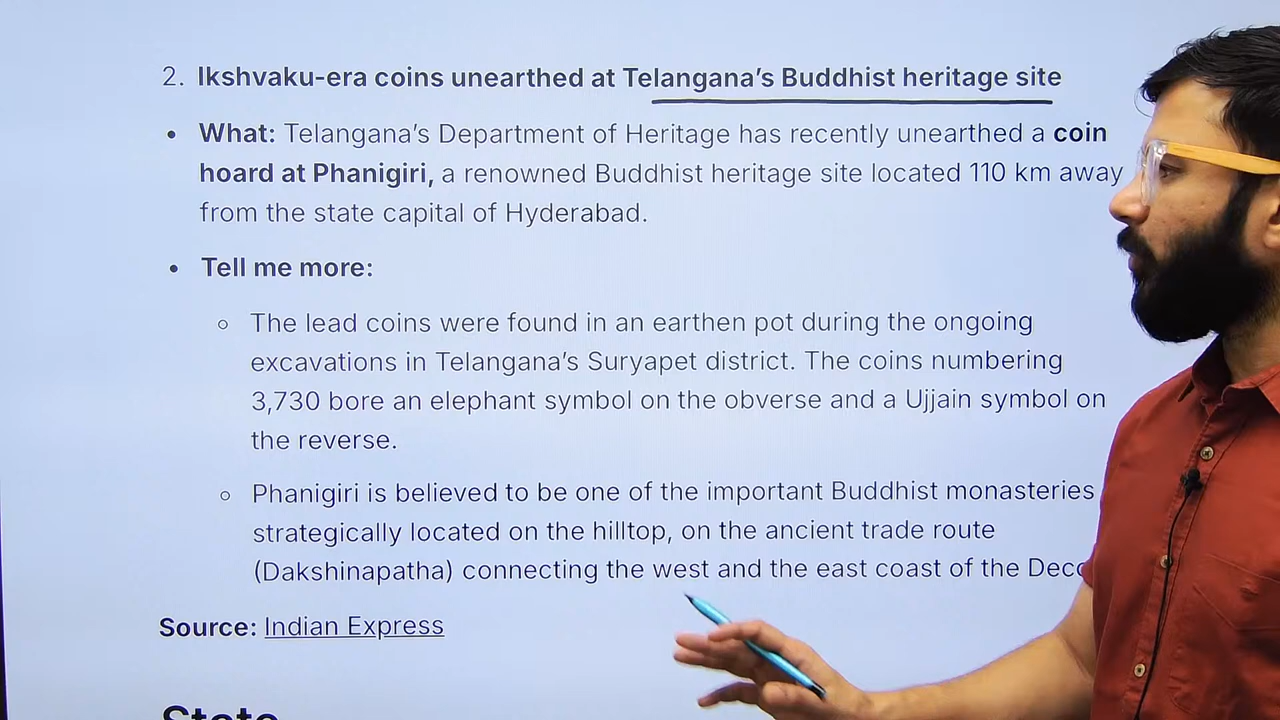 2. Ikshvaku-era coins unearthed at Telangana's Buddhist heritage site
• What: Telangana's Department of Heritage has recently unearthed a coin
hoard at Phanigiri, a renowned Buddhist heritage site located 110 km away
from the state capital of Hyderabad.
• Tell me more:
○ The lead coins were found in an earthen pot during the ongoing
excavations in Telangana's Suryapet district. The coins numbering
3,730 bore an elephant symbol on the obverse and a Ujjain symbol on
the reverse.
○ Phanigiri is believed to be one of the important Buddhist monasteries
strategically located on the hilltop, on the ancient trade route
(Dakshinapatha) connecting the west and the east coast of the
Source: Indian Express
State